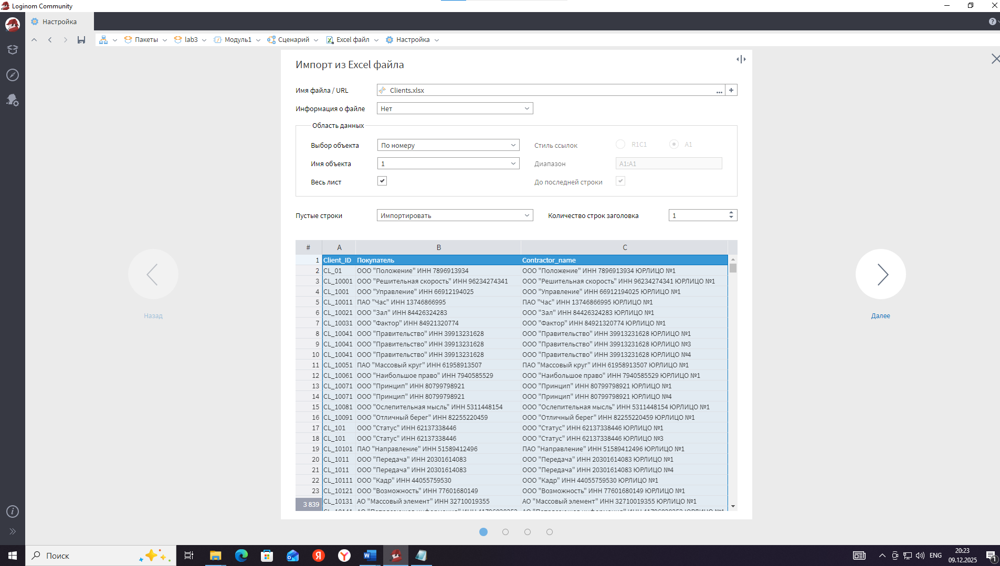 Loginom Community
Настройка
Пакеты
lab3
Модуль1
Сценарий
Excel файл
Настройка
Импорт из Excel файла
Имя файла / URL
Clients.xlsx
... +
Информация о файле
Нет
Область данных
Выбор объекта
По номеру
Стиль ссылок
R1C1
A1
Имя объекта
1
Диапазон
A1:A1
Весь лист
До последней строки
Пустые строки
Импортировать
Количество строк заголовка
1
# A B C
1 Client_ID Покупатель Contractor_name
2 CL_01 ООО "Положение" ИНН 7896913934 ООО "Положение" ИНН 7896913934 ЮРЛИЦО №1
3 CL_10001 ООО "Решительная скорость" ИНН 96234274341 ООО "Решительная скорость" ИНН 96234274341 ЮРЛИЦО №1
4 CL_1001 ООО "Управление" ИНН 66912194025 ООО "Управление" ИНН 66912194025 ЮРЛИЦО №1
5 CL_10011 ПАО "Час" ИНН 13746866995 ПАО "Час" ИНН 13746866995 ЮРЛИЦО №1
6 CL_10021 ООО "Зал" ИНН 84426324283 ООО "Зал" ИНН 84426324283 ЮРЛИЦО №1
7 CL_10031 ООО "Фактор" ИНН 84921320774 ООО "Фактор" ИНН 84921320774 ЮРЛИЦО №1
8 CL_10041 ООО "Правительство" ИНН 39913231628 ООО "Правительство" ИНН 39913231628 ЮРЛИЦО №1
9 CL_10041 ООО "Правительство" ИНН 39913231628 ООО "Правительство" ИНН 39913231628 ЮРЛИЦО №3
10 CL_10041 ООО "Правительство" ИНН 39913231628 ООО "Правительство" ИНН 39913231628 ЮРЛИЦО №4
11 CL_10051 ПАО "Массовый круг" ИНН 61958913507 ПАО "Массовый круг" ИНН 61958913507 ЮРЛИЦО №1
12 CL_10061 ООО "Наибольшое право" ИНН 7940585529 ООО "Наибольшое право" ИНН 7940585529 ЮРЛИЦО №1
13 CL_10071 ООО "Принцип" ИНН 80799798921 ООО "Принцип" ИНН 80799798921 ЮРЛИЦО №1
14 CL_10071 ООО "Принцип" ИНН 80799798921 ООО "Принцип" ИНН 80799798921 ЮРЛИЦО №4
15 CL_10081 ООО "Ослепительная мысль" ИНН 5311448154 ООО "Ослепительная мысль" ИНН 5311448154 ЮРЛИЦО №1
16 CL_10091 ООО "Отличный берег" ИНН 82255220459 ООО "Отличный берег" ИНН 82255220459 ЮРЛИЦО №1
17 CL_101 ООО "Статус" ИНН 62137338446 ООО "Статус" ИНН 62137338446 ЮРЛИЦО №1
18 CL_101 ООО "Статус" ИНН 62137338446 ООО "Статус" ИНН 62137338446 ЮРЛИЦО №3
19 CL_10101 ПАО "Направление" ИНН 51589412496 ПАО "Направление" ИНН 51589412496 ЮРЛИЦО №1
20 CL_1011 ООО "Передача" ИНН 20301614083 ООО "Передача" ИНН 20301614083 ЮРЛИЦО №1
21 CL_1011 ООО "Передача" ИНН 20301614083 ООО "Передача" ИНН 20301614083 ЮРЛИЦО №4
22 CL_10111 ООО "Кадр" ИНН 44055759530 ООО "Кадр" ИНН 44055759530 ЮРЛИЦО №1
23 CL_10121 ООО "Возможность" ИНН 77601680149 ООО "Возможность" ИНН 77601680149 ЮРЛИЦО №1
3 839 CL_10131 АО "Массовый элемент" ИНН 32710019355 АО "Массовый элемент" ИНН 32710019355 ЮРЛИЦО №1
Назад
Далее
Поиск
ENG
20:23
09.12.2025
1